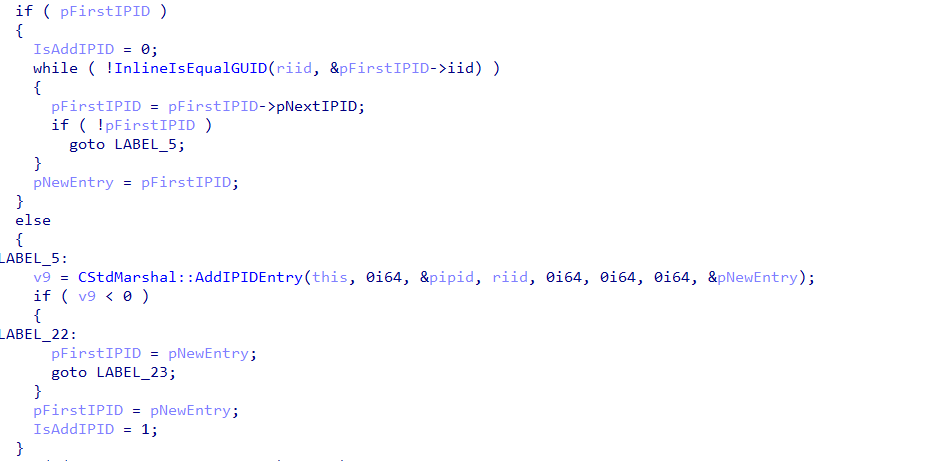 if ( pFirstIPID )
{
IsAddIPID = 0;
while ( !InlineIsEqualGUID(riid, &pFirstIPID->iid) )
{
pFirstIPID = pFirstIPID->pNextIPID;
if ( !pFirstIPID )
goto LABEL_5;
}
pNewEntry = pFirstIPID;
}
else
{
LABEL_5:
v9 = CStdMarshal::AddIPIDEntry(this, 0i64, &pipid, riid, 0i64, 0i64, 0i64, &pNewEntry);
if ( v9 < 0 )
{
LABEL_22:
pFirstIPID = pNewEntry;
goto LABEL_23;
}
pFirstIPID = pNewEntry;
IsAddIPID = 1;
}